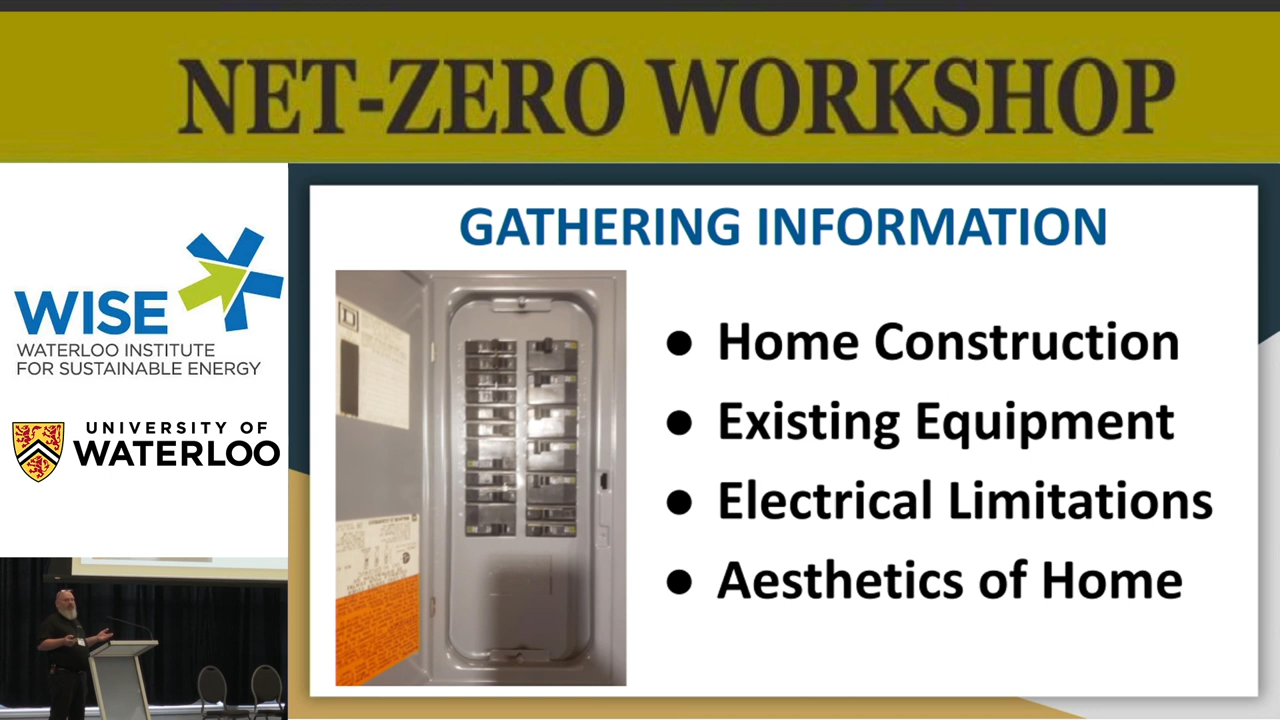 NET-ZERO WORKSHOP
WISE
WATERLOO INSTITUTE
FOR SUSTAINABLE ENERGY
UNIVERSITY OF
WATERLOO
GATHERING INFORMATION
● Home Construction
● Existing Equipment
● Electrical Limitations
● Aesthetics of Home